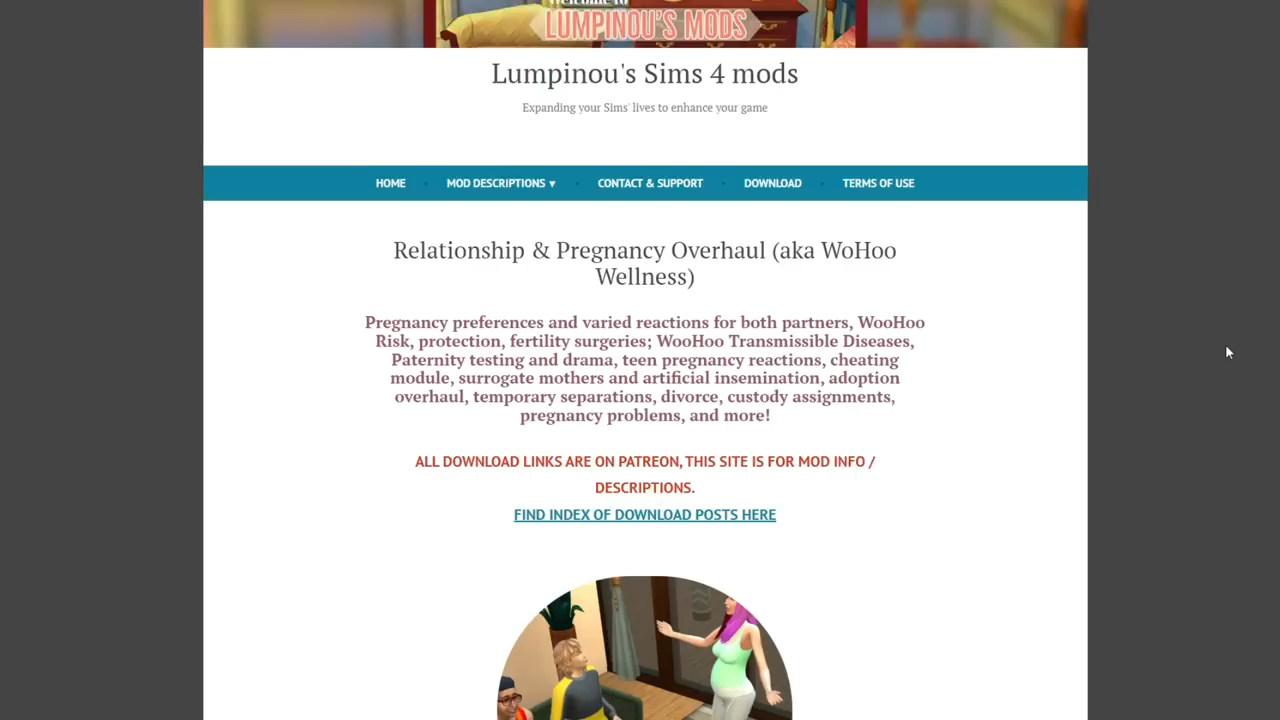 Welcome to
LUMPINOU'S MODS
Lumpinou's Sims 4 mods
Expanding your Sims' lives to enhance your game
HOME · MOD DESCRIPTIONS ▼ · CONTACT & SUPPORT · DOWNLOAD · TERMS OF USE
Relationship & Pregnancy Overhaul (aka WoHoo
Wellness)
Pregnancy preferences and varied reactions for both partners, WooHoo
Risk, protection, fertility surgeries; WooHoo Transmissible Diseases,
Paternity testing and drama, teen pregnancy reactions, cheating
module, surrogate mothers and artificial insemination, adoption
overhaul, temporary separations, divorce, custody assignments,
pregnancy problems, and more!
ALL DOWNLOAD LINKS ARE ON PATREON, THIS SITE IS FOR MOD INFO /
DESCRIPTIONS.
FIND INDEX OF DOWNLOAD POSTS HERE